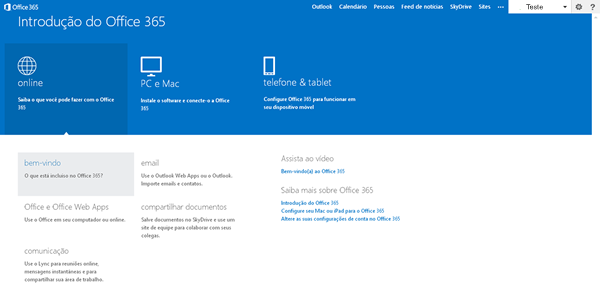 Office 365
Outlook Calendário Pessoas Feed de notícias SkyDrive Sites ••• Teste ?
Introdução do Office 365
online
Saiba o que você pode fazer com o Office
365
PC e Mac
Instale o software e conecte-o a Office
365
telefone & tablet
Configure Office 365 para funcionar em
seu dispositivo móvel
bem-vindo
O que está incluso no Office 365?
email
Use o Outlook Web Apps ou o Outlook.
Importe emails e contatos.
Office e Office Web Apps
Use o Office em seu computador ou online.
compartilhar documentos
Salve documentos no SkyDrive e use um
site de equipe para colaborar com seus
colegas.
comunicação
Use o Lync para reuniões online,
mensagens instantâneas e para
compartilhar sua área de trabalho.
Assista ao vídeo
Bem-vindo(a) ao Office 365
Saiba mais sobre Office 365
Introdução do Office 365
Configure seu Mac ou iPad para o Office 365
Altere as suas configurações de conta no Office 365